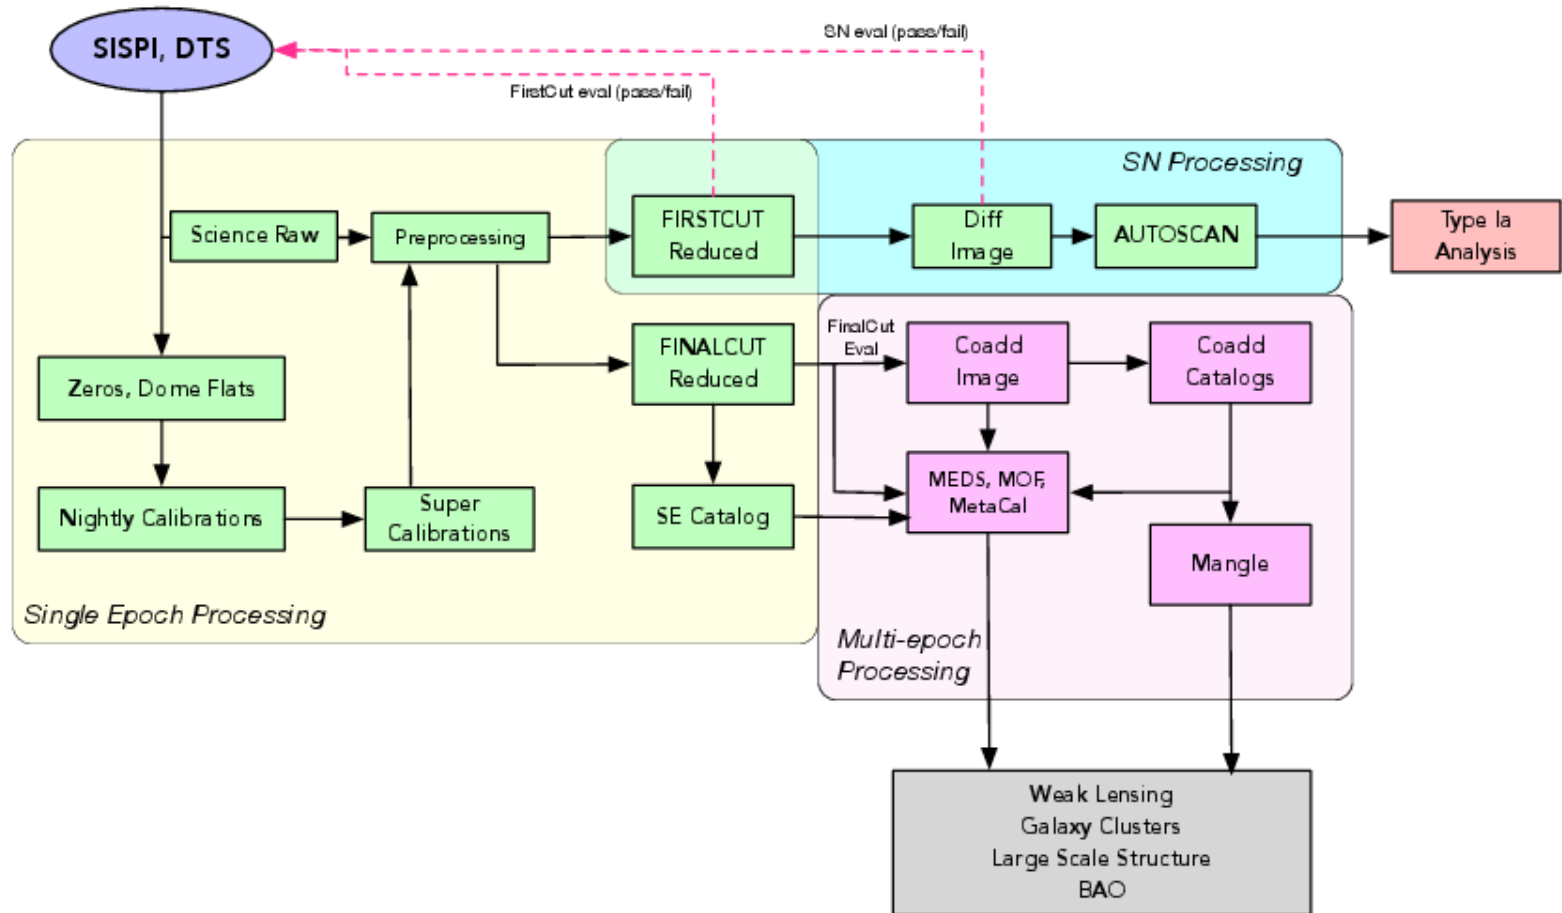 SISPI, DTS
SN eval (pass/fail)
FirstCut eval (pass/fail)
SN Processing
Science Raw
Preprocessing
FIRSTCUT
Reduced
Diff
Image
AUTOSCAN
Type Ia
Analysis
Zeros, Dome Flats
FINALCUT
Reduced
FinalCut
Eval
Coadd
Image
Coadd
Catalogs
Nightly Calibrations
Super
Calibrations
SE Catalog
MEDS, MOF,
MetaCal
Mangle
Single Epoch Processing
Multi-epoch
Processing
Weak Lensing
Galaxy Clusters
Large Scale Structure
BAO